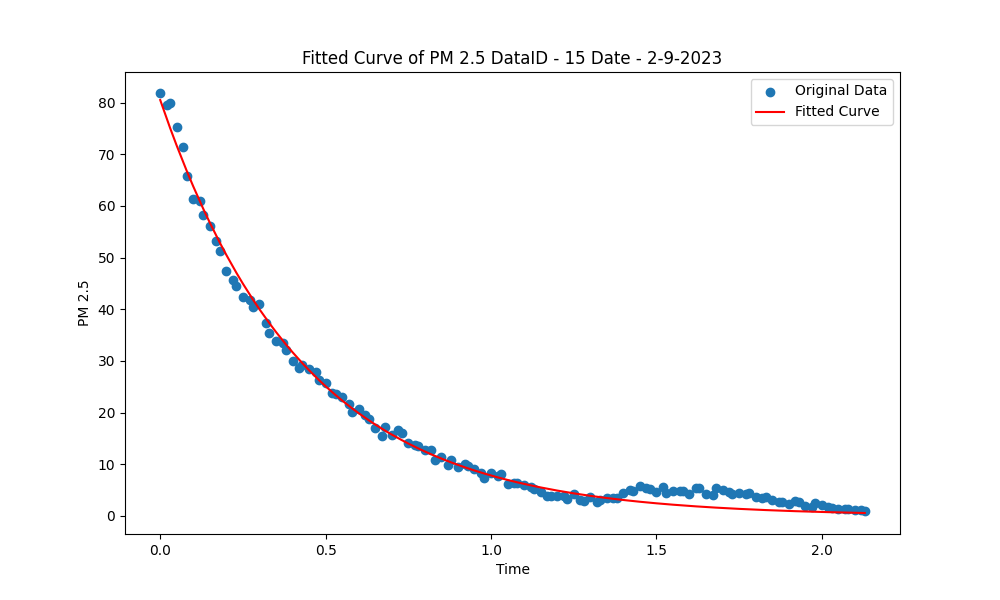 Fitted Curve of PM 2.5 DataID - 15 Date - 2-9-2023
Original Data
Fitted Curve
PM 2.5
80
70
60
50
40
30
20
10
0
0.0 0.5 1.0 1.5 2.0
Time